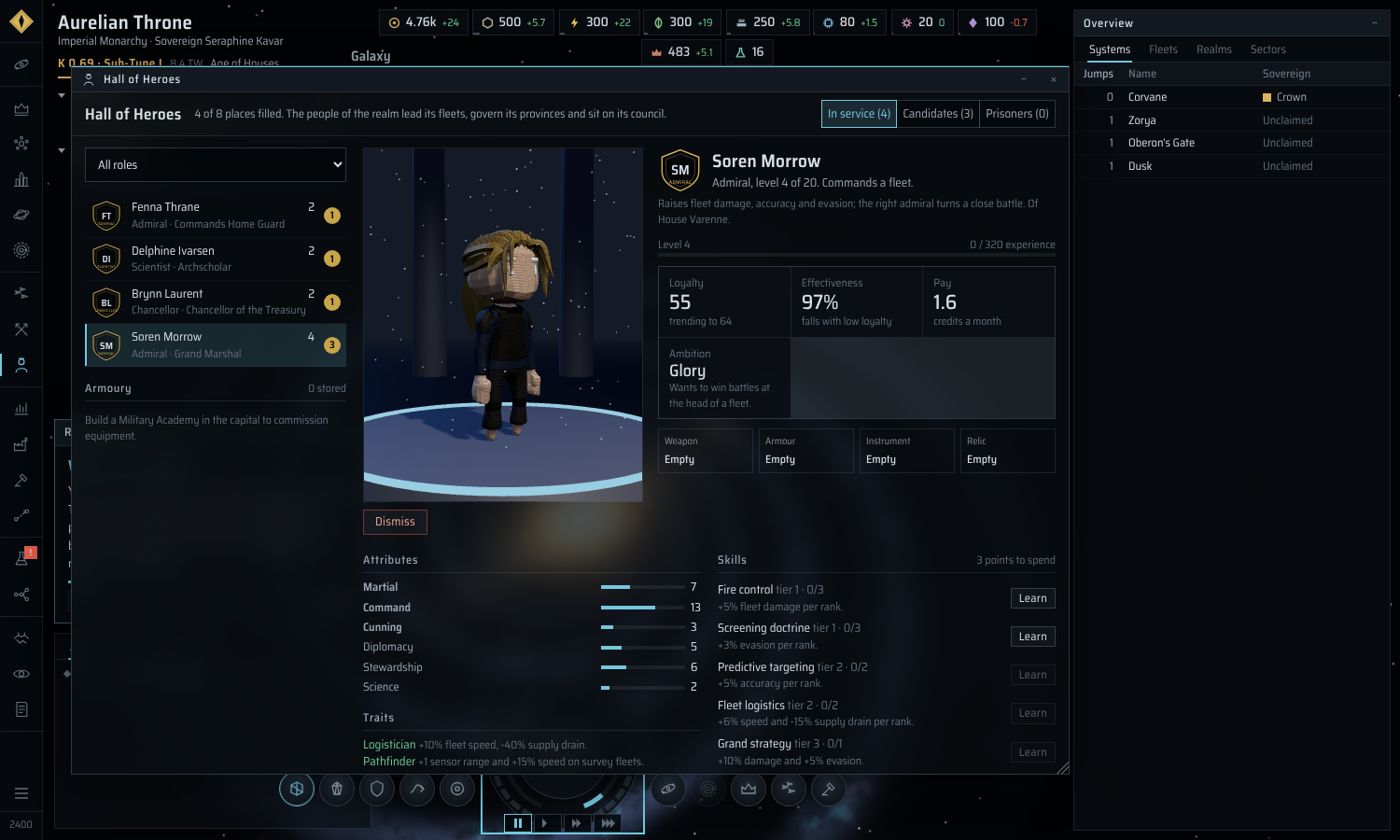 Aurelian Throne
Imperial Monarchy · Sovereign Seraphine Kavar
K 0.69 · Sub-Type I 8.4 TW Age of Houses
4.76k +24
500 +5.7
300 +22
300 +19
250 +5.8
80 +1.5
20 0
100 -0.7
483 +5.1
16
Galaxy
Hall of Heroes
Hall of Heroes 4 of 8 places filled. The people of the realm lead its fleets, govern its provinces and sit on its council.
In service (4) Candidates (3) Prisoners (0)
All roles
FT ADMIRAL Fenna Thrane 2 1
Admiral · Commands Home Guard
DI Delphine Ivarsen 2 1
Scientist · Archscholar
BL Brynn Laurent 2 1
Chancellor · Chancellor of the Treasury
SM ADMIRAL Soren Morrow 4 3
Admiral · Grand Marshal
Armoury 0 stored
Build a Military Academy in the capital to commission
equipment.
Dismiss
SM ADMIRAL
Soren Morrow
Admiral, level 4 of 20. Commands a fleet.
Raises fleet damage, accuracy and evasion; the right admiral turns a close battle. Of
House Varenne.
Level 4 0 / 320 experience
Loyalty
55
trending to 64
Effectiveness
97%
falls with low loyalty
Pay
1.6
credits a month
Ambition
Glory
Wants to win battles at
the head of a fleet.
Weapon
Empty
Armour
Empty
Instrument
Empty
Relic
Empty
Attributes
Martial 7
Command 13
Cunning 3
Diplomacy 5
Stewardship 6
Science 2
Traits
Logistician +10% fleet speed, -40% supply drain.
Pathfinder +1 sensor range and +15% speed on survey fleets.
Skills 3 points to spend
Fire control tier 1 · 0/3
+5% fleet damage per rank.
Learn
Screening doctrine tier 1 · 0/3
+3% evasion per rank.
Learn
Predictive targeting tier 2 · 0/2
+5% accuracy per rank.
Learn
Fleet logistics tier 2 · 0/2
+6% speed and -15% supply drain per rank.
Learn
Grand strategy tier 3 · 0/1
+10% damage and +5% evasion.
Learn
Overview
Systems Fleets Realms Sectors
Jumps Name Sovereign
0 Corvane Crown
1 Zorya Unclaimed
1 Oberon's Gate Unclaimed
1 Dusk Unclaimed
!
2400